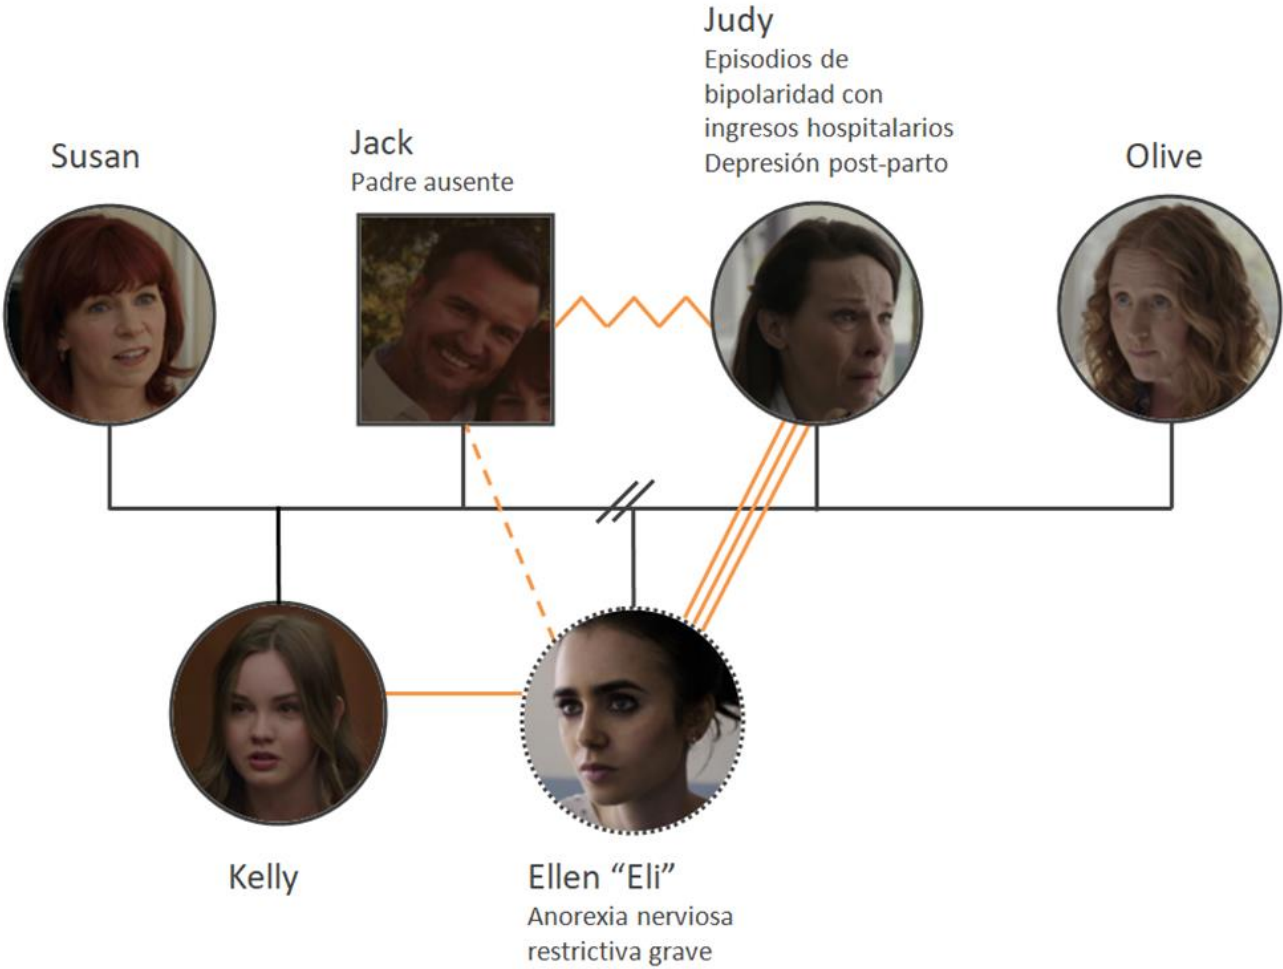 Judy
Episodios de
bipolaridad con
ingresos hospitalarios
Depresión post-parto
Susan
Jack
Padre ausente
Olive
Kelly
Ellen “Eli”
Anorexia nerviosa
restrictiva grave